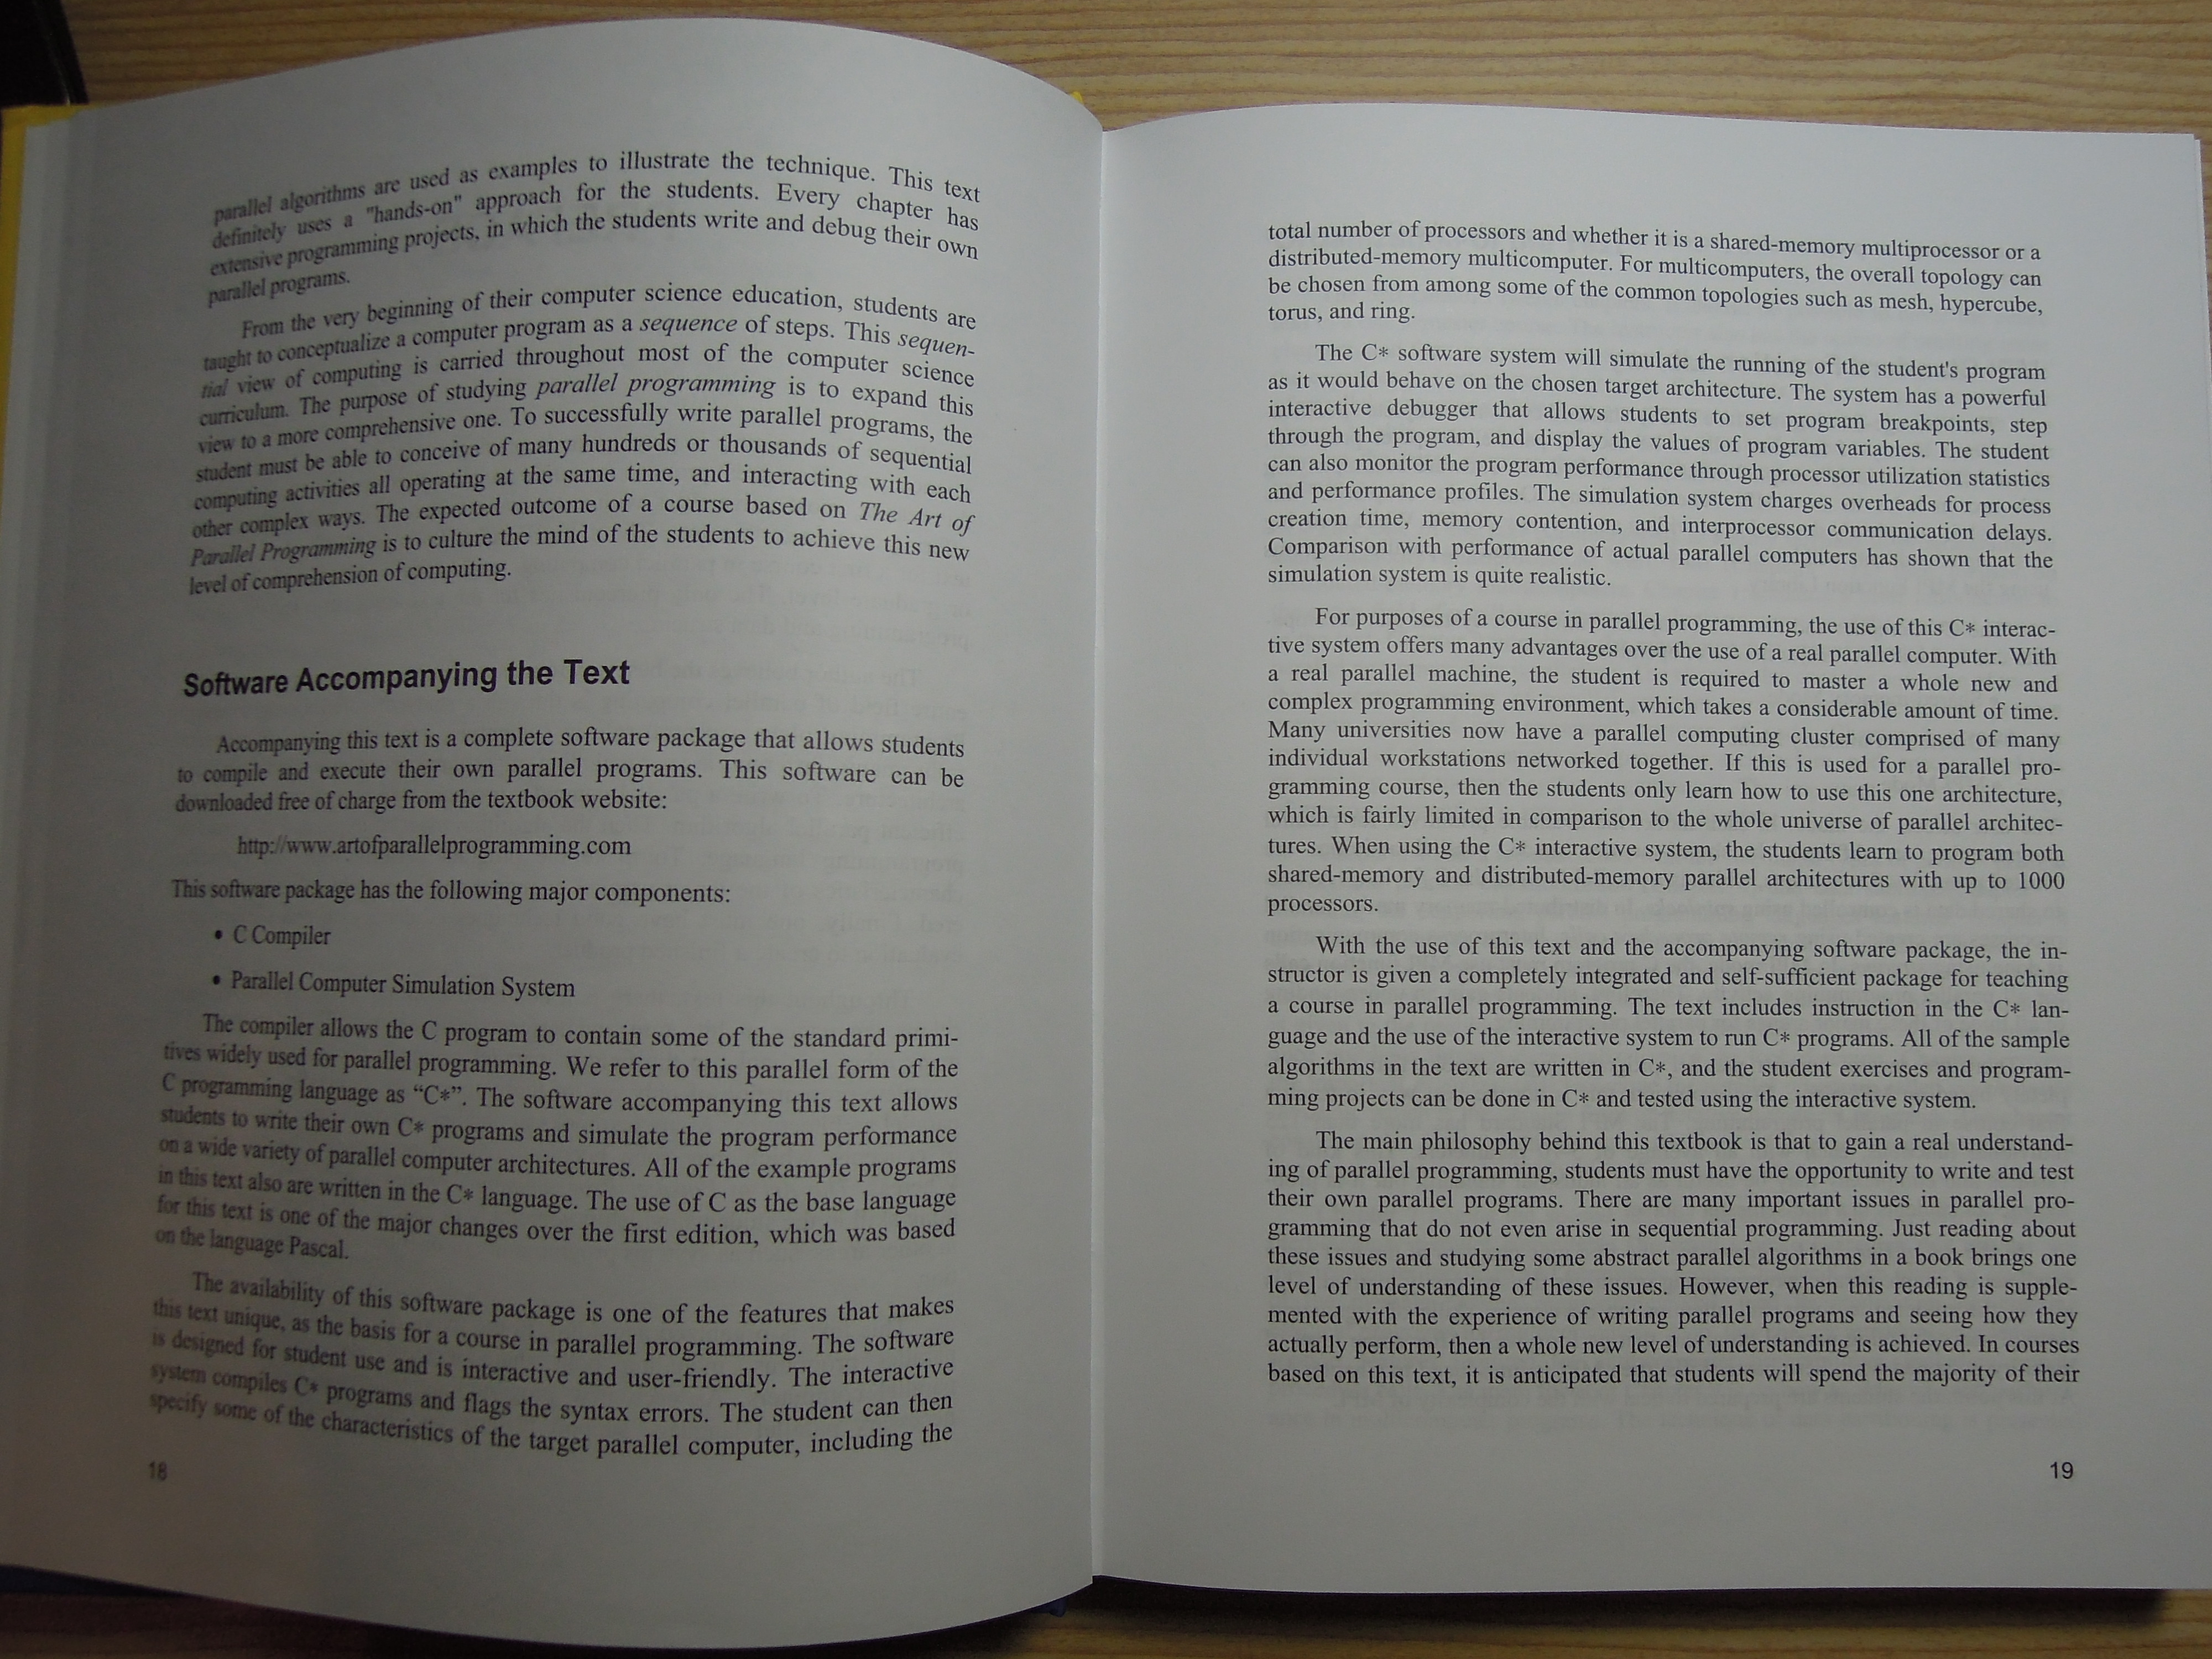 parallel algorithms are used as examples to illustrate the technique. This text
definitely uses a "hands-on" approach for the students. Every chapter has
extensive programming projects, in which the students write and debug their own
parallel programs.
From the very beginning of their computer science education, students are
taught to conceptualize a computer program as a sequence of steps. This sequen-
tial view of computing is carried throughout most of the computer science
curriculum. The purpose of studying parallel programming is to expand this
view to a more comprehensive one. To successfully write parallel programs, the
student must be able to conceive of many hundreds or thousands of sequential
computing activities all operating at the same time, and interacting with each
other complex ways. The expected outcome of a course based on The Art of
Parallel Programming is to culture the mind of the students to achieve this new
level of comprehension of computing.
Software Accompanying the Text
Accompanying this text is a complete software package that allows students
to compile and execute their own parallel programs. This software can be
downloaded free of charge from the textbook website:
http://www.artofparallelprogramming.com
This software package has the following major components:
• C Compiler
• Parallel Computer Simulation System
The compiler allows the C program to contain some of the standard primi-
tives widely used for parallel programming. We refer to this parallel form of the
C programming language as “C*”. The software accompanying this text allows
students to write their own C* programs and simulate the program performance
on a wide variety of parallel computer architectures. All of the example programs
in this text also are written in the C* language. The use of C as the base language
for this text is one of the major changes over the first edition, which was based
on the language Pascal.
The availability of this software package is one of the features that makes
this text unique, as the basis for a course in parallel programming. The software
is designed for student use and is interactive and user-friendly. The interactive
system compiles C* programs and flags the syntax errors. The student can then
specify some of the characteristics of the target parallel computer, including the
18
total number of processors and whether it is a shared-memory multiprocessor or a
distributed-memory multicomputer. For multicomputers, the overall topology can
be chosen from among some of the common topologies such as mesh, hypercube,
torus, and ring.
The C* software system will simulate the running of the student's program
as it would behave on the chosen target architecture. The system has a powerful
interactive debugger that allows students to set program breakpoints, step
through the program, and display the values of program variables. The student
can also monitor the program performance through processor utilization statistics
and performance profiles. The simulation system charges overheads for process
creation time, memory contention, and interprocessor communication delays.
Comparison with performance of actual parallel computers has shown that the
simulation system is quite realistic.
For purposes of a course in parallel programming, the use of this C* interac-
tive system offers many advantages over the use of a real parallel computer. With
a real parallel machine, the student is required to master a whole new and
complex programming environment, which takes a considerable amount of time.
Many universities now have a parallel computing cluster comprised of many
individual workstations networked together. If this is used for a parallel pro-
gramming course, then the students only learn how to use this one architecture,
which is fairly limited in comparison to the whole universe of parallel architec-
tures. When using the C* interactive system, the students learn to program both
shared-memory and distributed-memory parallel architectures with up to 1000
processors.
With the use of this text and the accompanying software package, the in-
structor is given a completely integrated and self-sufficient package for teaching
a course in parallel programming. The text includes instruction in the C* lan-
guage and the use of the interactive system to run C* programs. All of the sample
algorithms in the text are written in C*, and the student exercises and program-
ming projects can be done in C* and tested using the interactive system.
The main philosophy behind this textbook is that to gain a real understand-
ing of parallel programming, students must have the opportunity to write and test
their own parallel programs. There are many important issues in parallel pro-
gramming that do not even arise in sequential programming. Just reading about
these issues and studying some abstract parallel algorithms in a book brings one
level of understanding of these issues. However, when this reading is supple-
mented with the experience of writing parallel programs and seeing how they
actually perform, then a whole new level of understanding is achieved. In courses
based on this text, it is anticipated that students will spend the majority of their
19